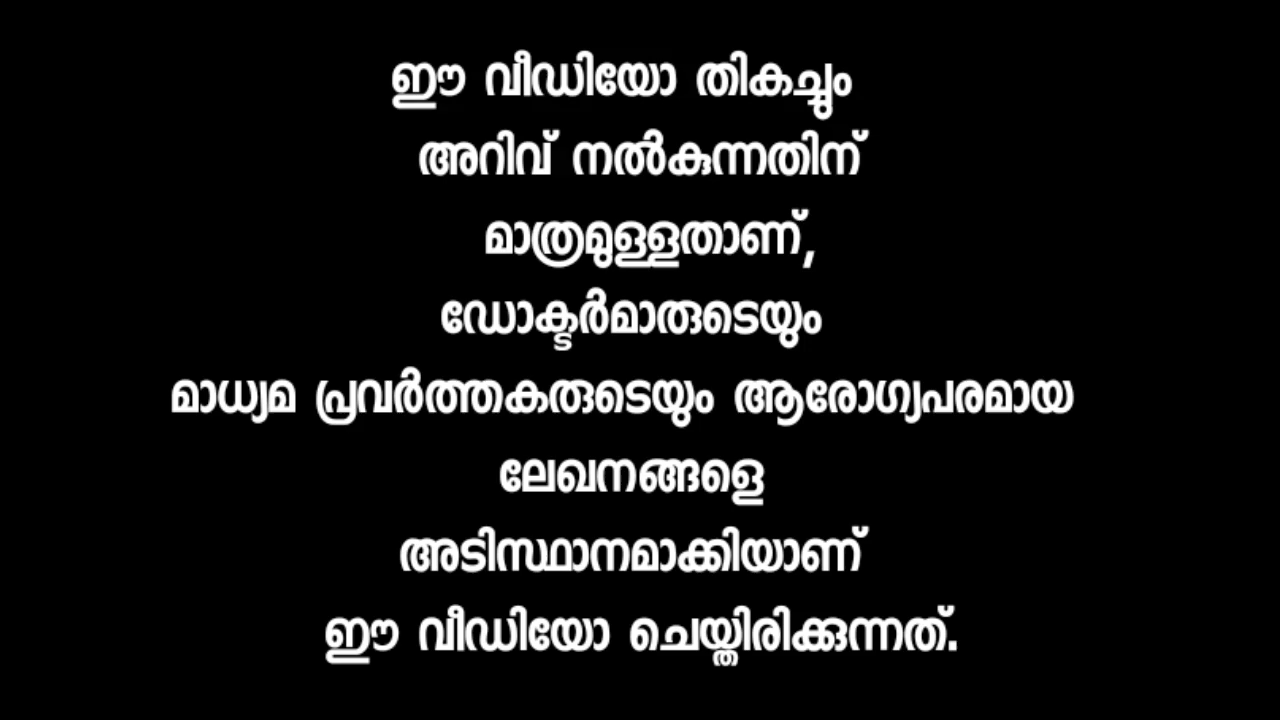 ഈ വീഡിയോ തികച്ചും
അറിവ് നൽകുന്നതിന്
മാത്രമുള്ളതാണ്,
ഡോക്ടർമാരുടെയും
മാധ്യമ പ്രവർത്തകരുടെയും ആരോഗ്യപരമായ
ലേഖനങ്ങളെ
അടിസ്ഥാനമാക്കിയാണ്
ഈ വീഡിയോ ചെയ്തിരിക്കുന്നത്.